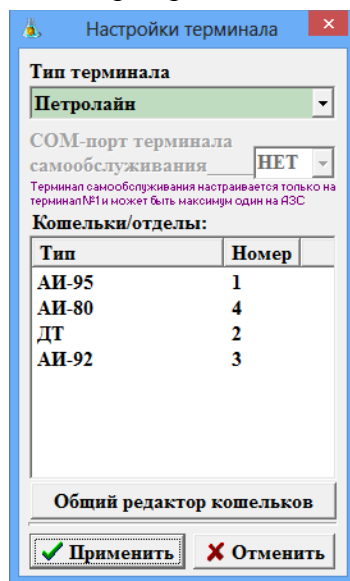 Настройки терминала
Тип терминала
Петролайн
COM-порт терминала
самообслуживания____ НЕТ
Терминал самообслуживания настраивается только на
терминал№1 и может быть максимум один на АЗС
Кошельки/отделы:
Тип Номер
АИ-95 1
АИ-80 4
ДТ 2
АИ-92 3
Общий редактор кошельков
Применить Отменить